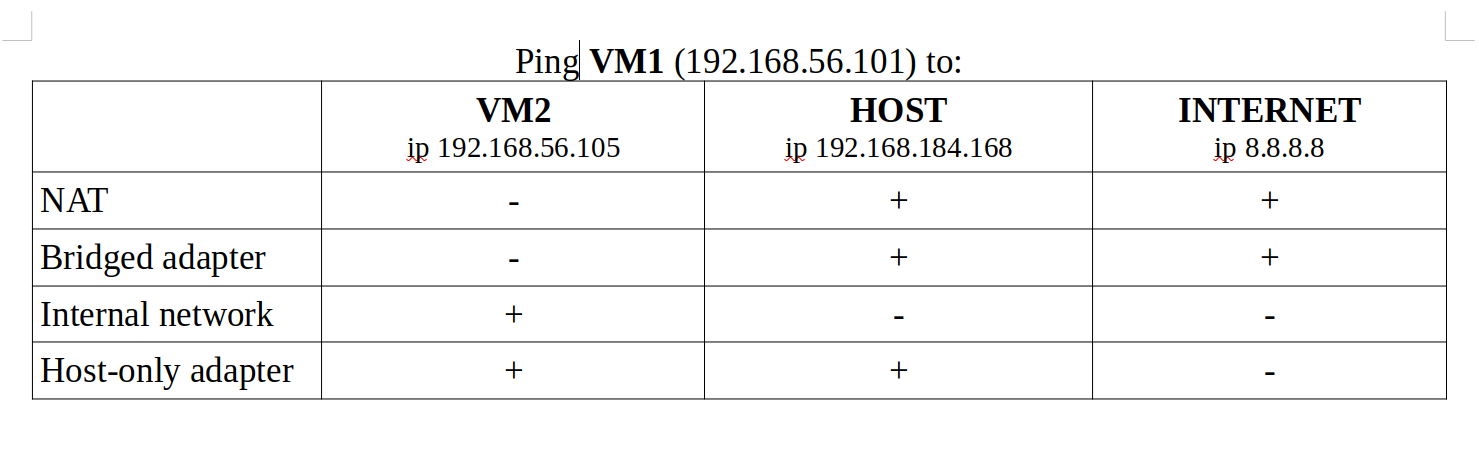 Ping VM1 (192.168.56.101) to:
VM2 HOST INTERNET
ip 192.168.56.105 ip 192.168.184.168 ip 8.8.8.8
NAT - + +
Bridged adapter - + +
Internal network + - -
Host-only adapter + + -